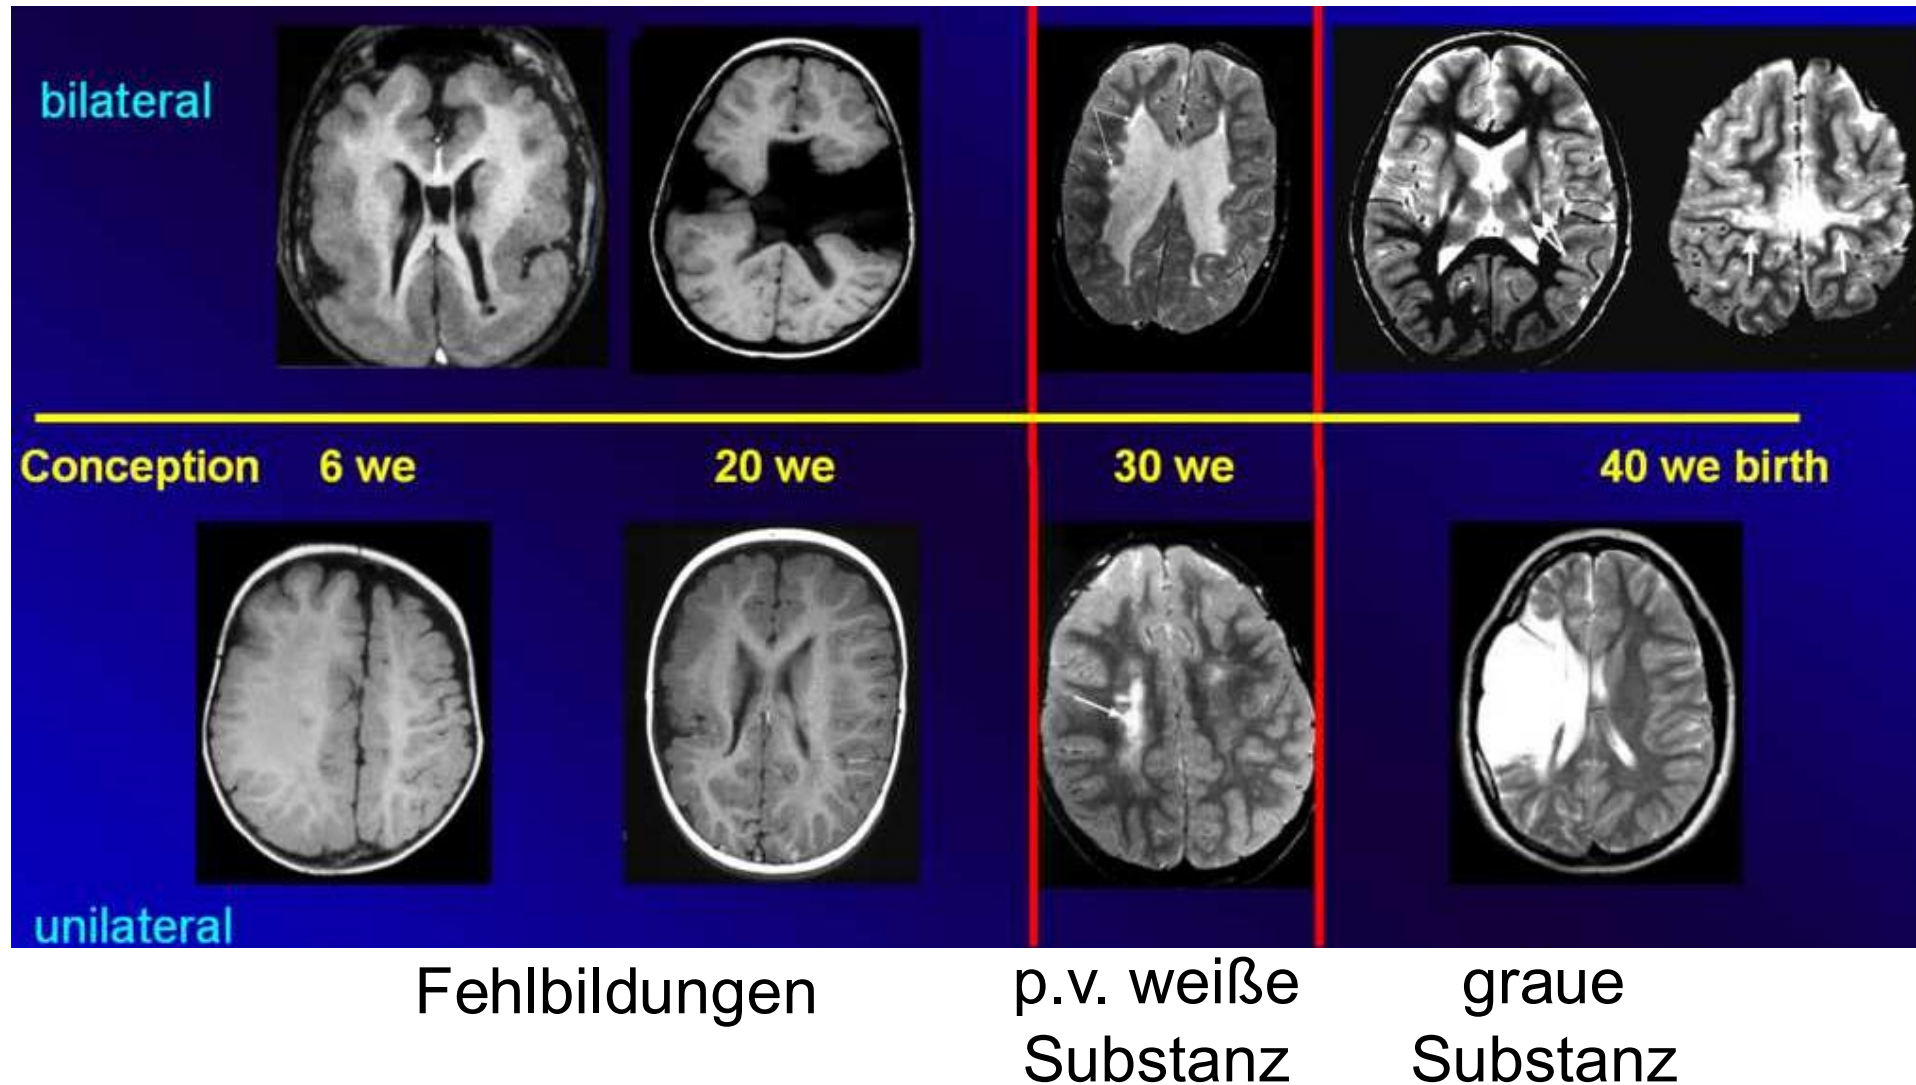 bilateral
Conception 6 we 20 we 30 we 40 we birth
unilateral
Fehlbildungen
p.v. weiße
Substanz
graue
Substanz